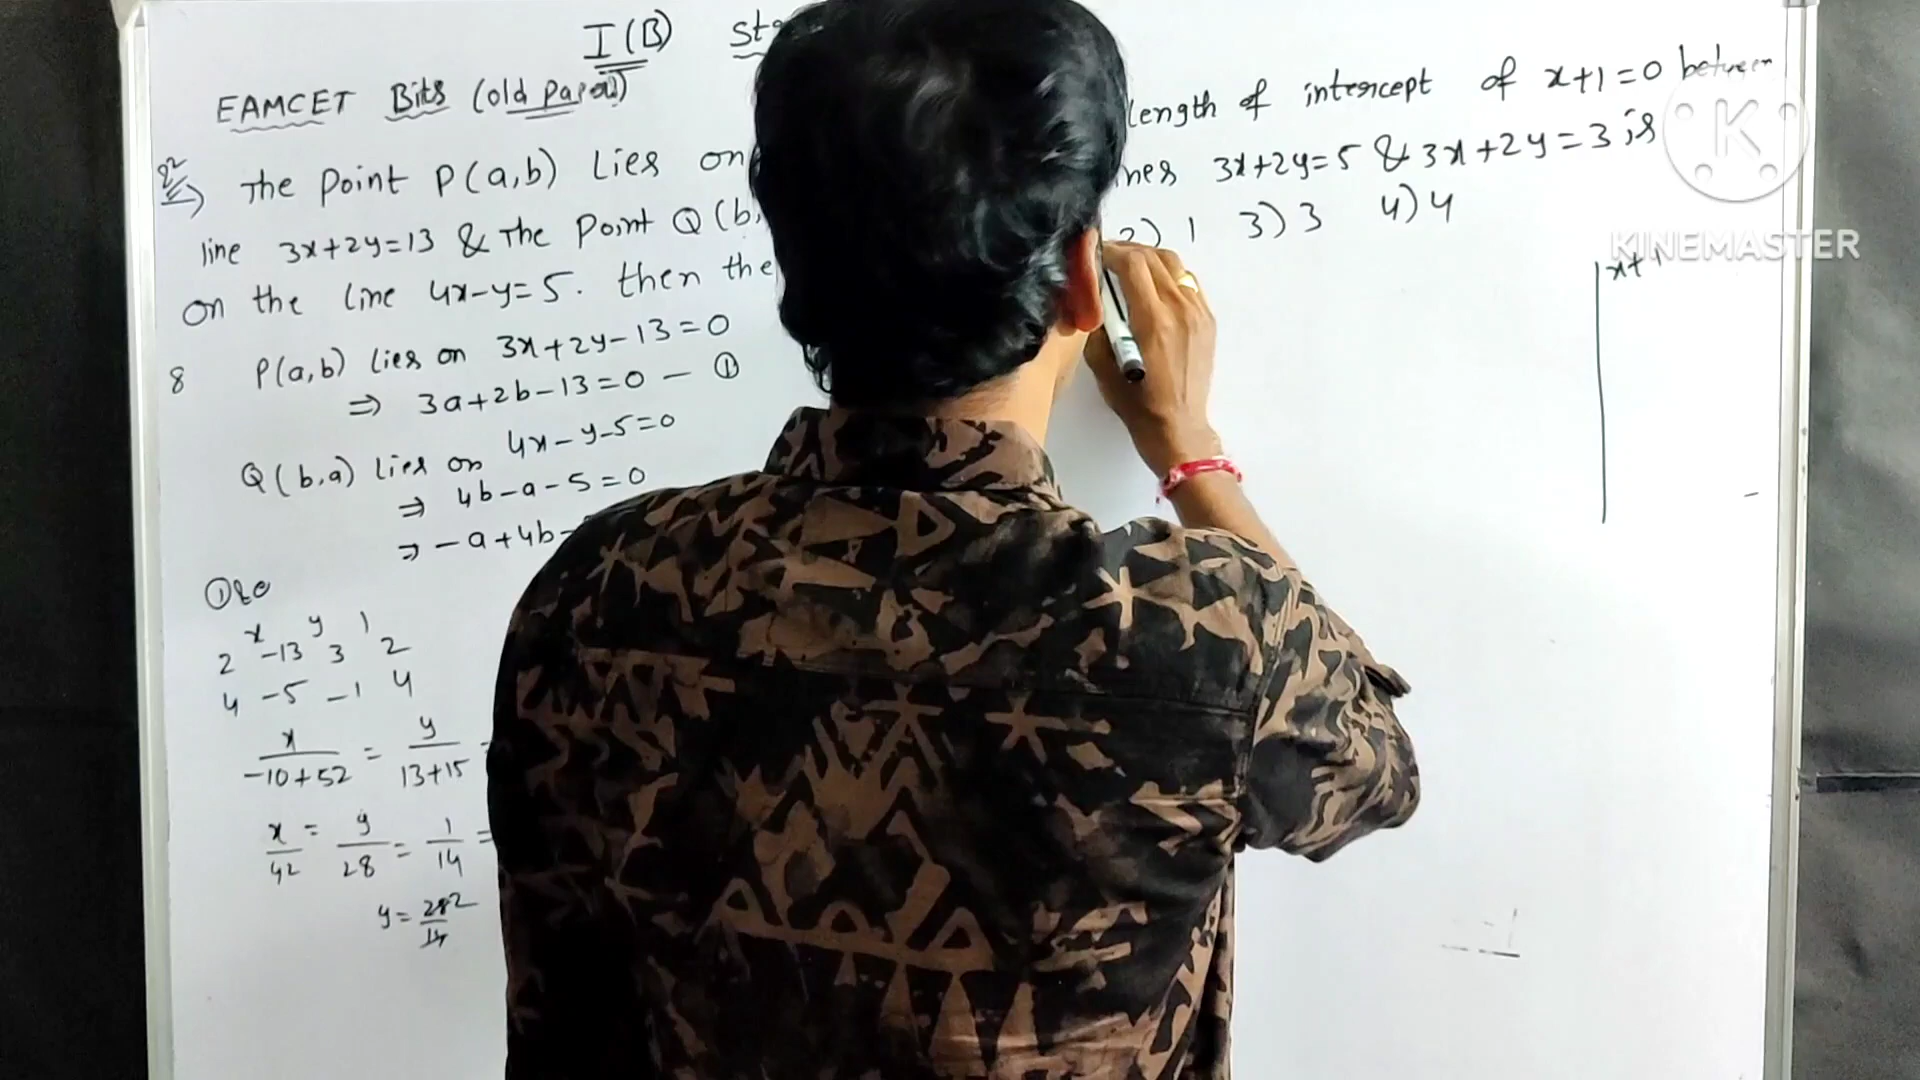 I(B)
EAMCET Bits (old paper)
The point P(a,b) Lies on
line 3x+2y=13 & The Point Q(b,
on the line 4x-y=5. then the
8 P(a,b) lies on 3x+2y-13=0
⇒ 3a+2b-13=0 — ①
Q(b,a) lies on 4x-y-5=0
⇒ 4b-a-5=0
⇒ -a+4b-
x y 1
2 -13 3 2
4 -5 -1 4
x/(-10+52) = y/(13+15) =
x/42 = y/28 = 1/14 =
y = 28/14 2
length of intercept of x+1=0 between
3x+2y=5 & 3x+2y=3 is
2) 1 3) 3 4) 4
x+1
K
KINEMASTER